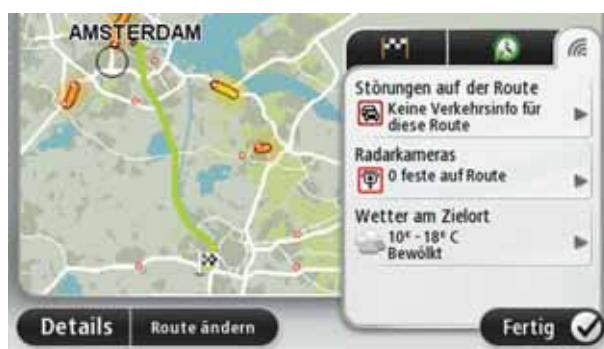 AMSTERDAM
Störungen auf der Route
Keine Verkehrsinfo für
diese Route
Radarkameras
0 feste auf Route
Wetter am Zielort
10° - 18° C
Bewölkt
Details
Route ändern
Fertig